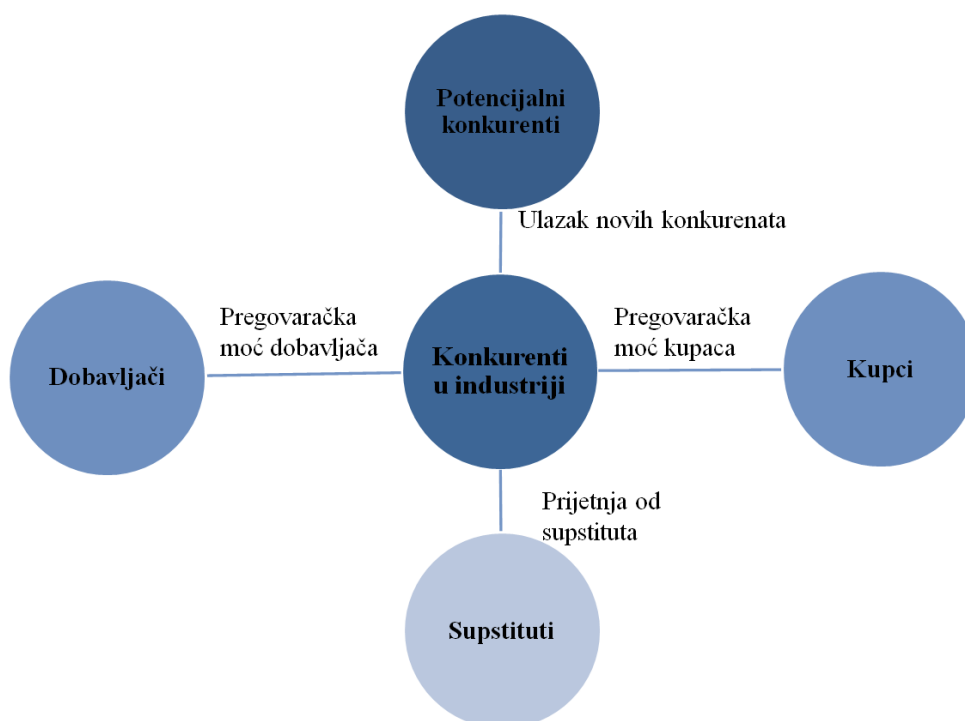 Potencijalni
konkurenti
Ulazak novih konkurenata
Pregovaračka
moć dobavljača
Pregovaračka
moć kupaca
Dobavljači
Konkurenti
u industriji
Kupci
Prijetnja od
supstituta
Supstituti